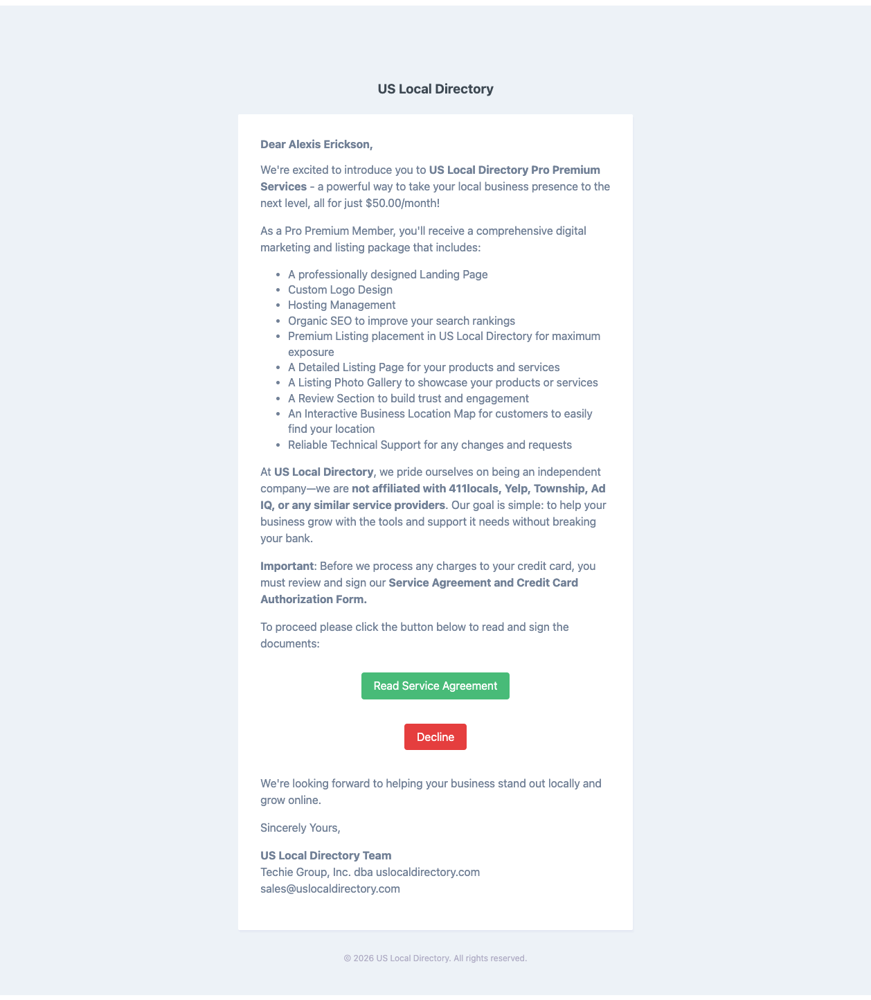 US Local Directory
Dear Alexis Erickson,
We're excited to introduce you to US Local Directory Pro Premium
Services - a powerful way to take your local business presence to the
next level, all for just $50.00/month!
As a Pro Premium Member, you'll receive a comprehensive digital
marketing and listing package that includes:
• A professionally designed Landing Page
• Custom Logo Design
• Hosting Management
• Organic SEO to improve your search rankings
• Premium Listing placement in US Local Directory for maximum
exposure
• A Detailed Listing Page for your products and services
• A Listing Photo Gallery to showcase your products or services
• A Review Section to build trust and engagement
• An Interactive Business Location Map for customers to easily
find your location
• Reliable Technical Support for any changes and requests
At US Local Directory, we pride ourselves on being an independent
company—we are not affiliated with 411locals, Yelp, Township, Ad
IQ, or any similar service providers. Our goal is simple: to help your
business grow with the tools and support it needs without breaking
your bank.
Important: Before we process any charges to your credit card, you
must review and sign our Service Agreement and Credit Card
Authorization Form.
To proceed please click the button below to read and sign the
documents:
Read Service Agreement
Decline
We're looking forward to helping your business stand out locally and
grow online.
Sincerely Yours,
US Local Directory Team
Techie Group, Inc. dba uslocaldirectory.com
sales@uslocaldirectory.com
© 2026 US Local Directory. All rights reserved.